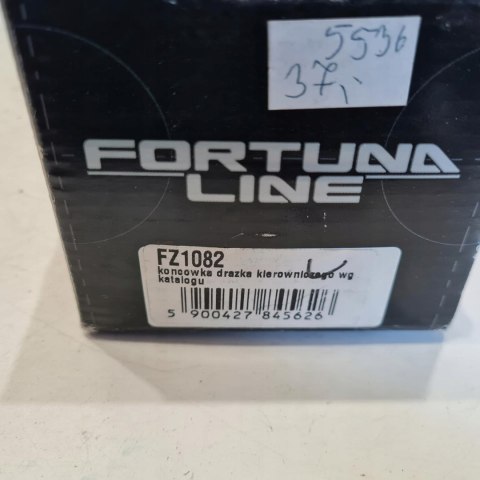 5536
37,-
FORTUNA
LINE
FZ1082
koncowka drazka kierowniczego wg
katalogu
5 900427 845626